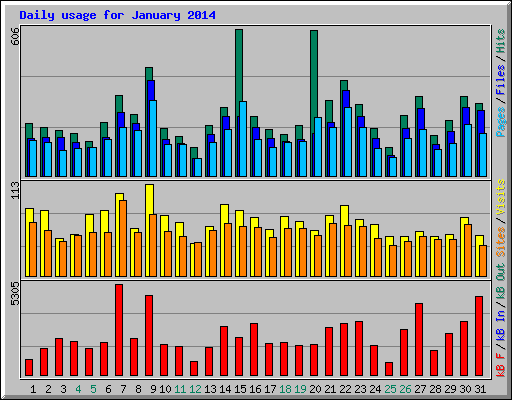 Daily usage for January 2014
606
Pages / Files / Hits
113
Sites / Visits
5305
kB F / kB In / kB Out
1 2 3 4 5 6 7 8 9 10 11 12 13 14 15 16 17 18 19 20 21 22 23 24 25 26 27 28 29 30 31